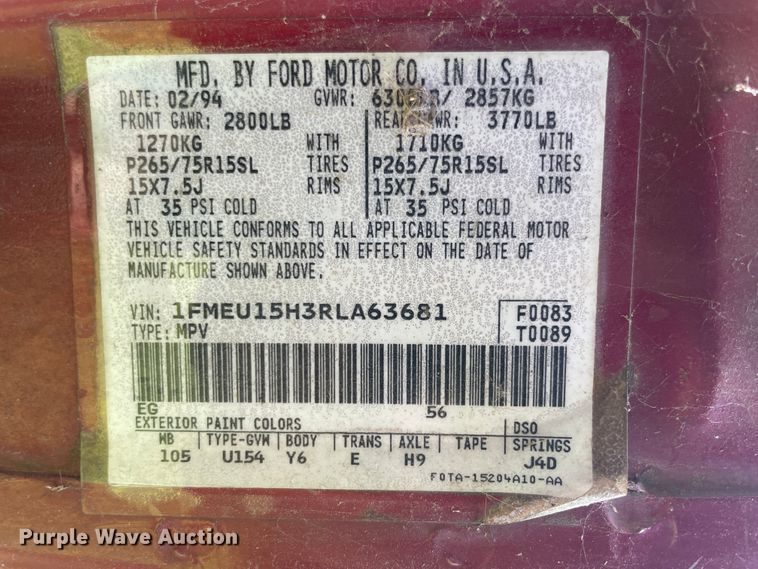 MFD. BY FORD MOTOR CO. IN U.S.A.
DATE: 02/94 GVWR: LB/ 2857KG
FRONT GAWR: 2800LB REAR GAWR: 3770LB
1270KG WITH 1710KG WITH
P265/75R15SL TIRES P265/75R15SL TIRES
15X7.5J RIMS 15X7.5J RIMS
AT 35 PSI COLD AT 35 PSI COLD
THIS VEHICLE CONFORMS TO ALL APPLICABLE FEDERAL MOTOR
VEHICLE SAFETY STANDARDS IN EFFECT ON THE DATE OF
MANUFACTURE SHOWN ABOVE.
VIN: 1FMEU15H3RLA63681 F0083
TYPE: MPV T0089
EG 56
EXTERIOR PAINT COLORS DSO
WB TYPE-GVW BODY TRANS AXLE TAPE SPRINGS
105 U154 Y6 E H9 J4D
F0TA-15204A10-AA
Purple Wave Auction